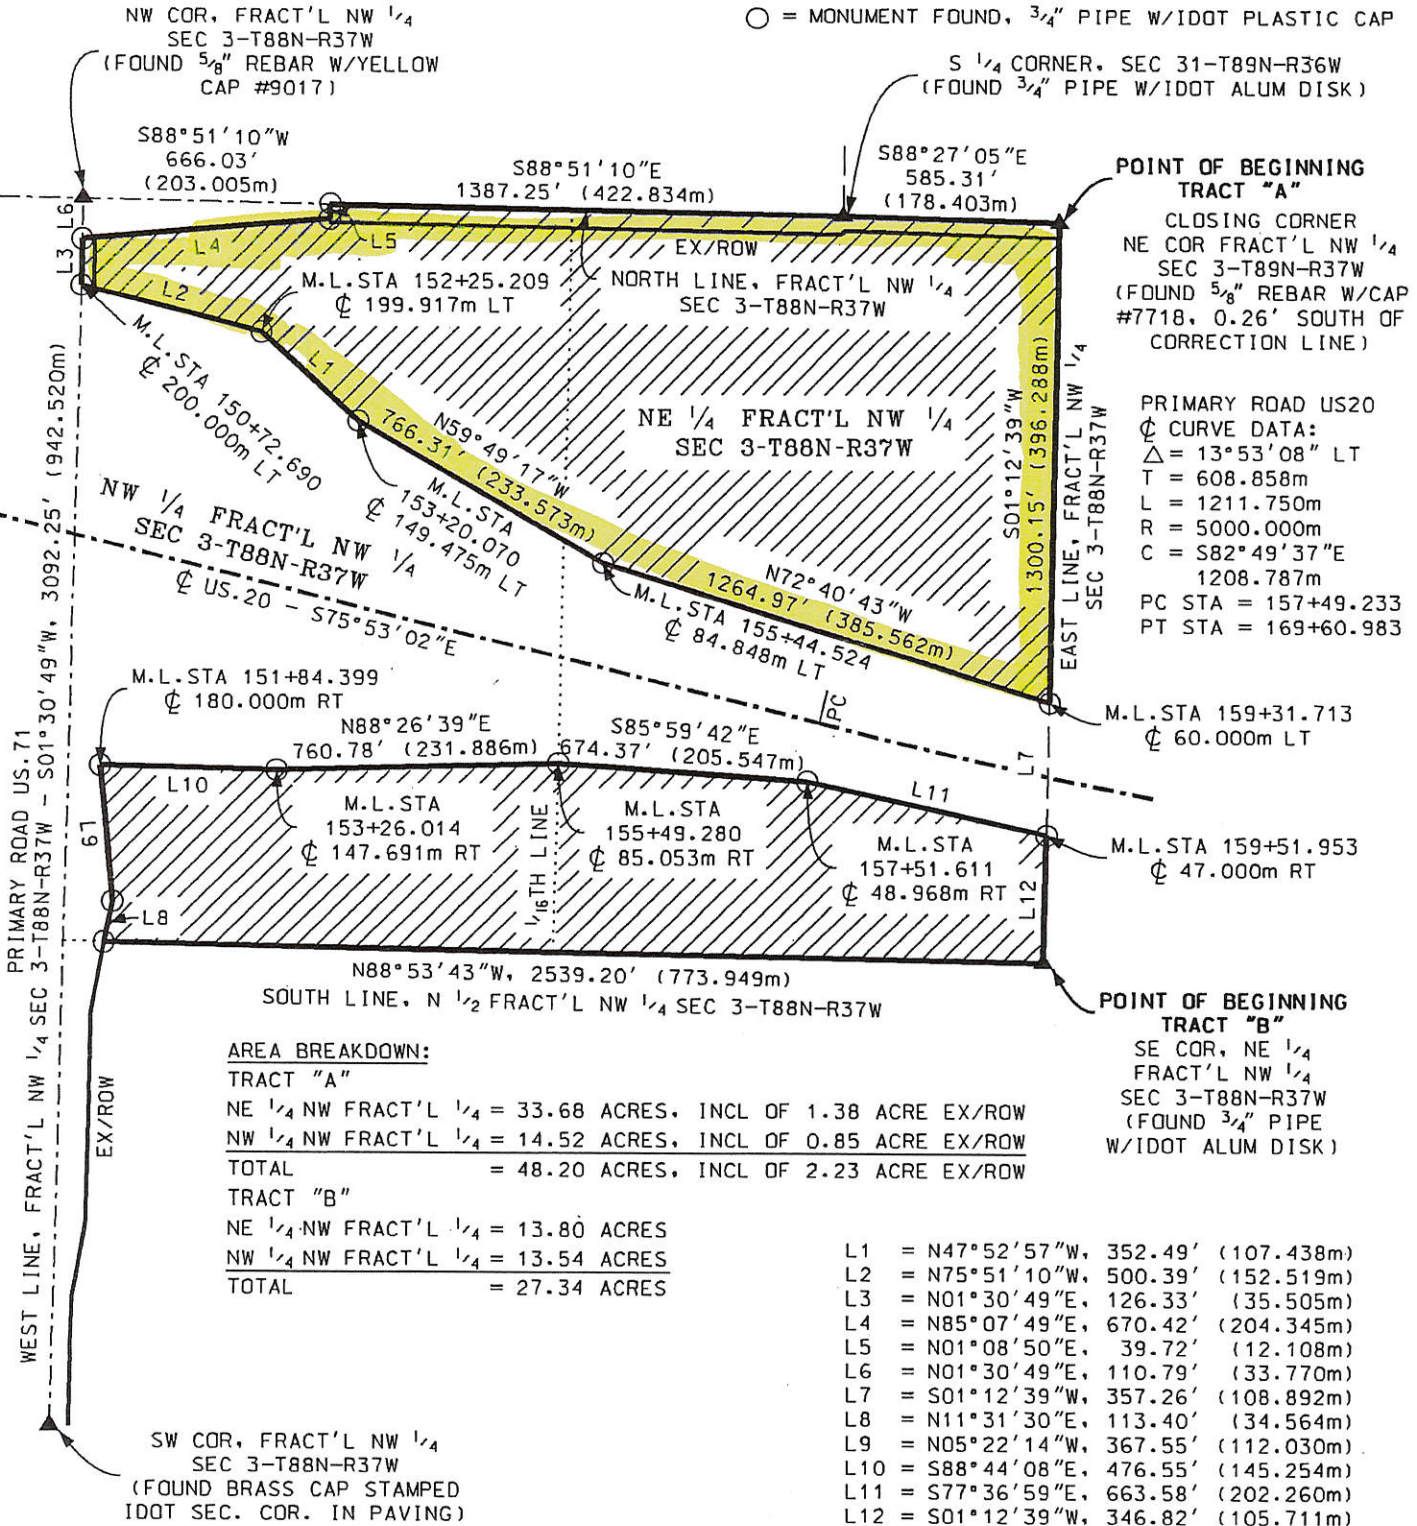 NW COR, FRACT'L NW 1/4
SEC 3-T88N-R37W
(FOUND 5/8" REBAR W/YELLOW
CAP #9017)
○ = MONUMENT FOUND, 3/4" PIPE W/IDOT PLASTIC CAP
S 1/4 CORNER, SEC 31-T89N-R36W
(FOUND 3/4" PIPE W/IDOT ALUM DISK)
S88°51'10"W
666.03'
(203.005m)
S88°51'10"E
1387.25' (422.834m)
S88°27'05"E
585.31'
(178.403m)
POINT OF BEGINNING
TRACT "A"
CLOSING CORNER
NE COR FRACT'L NW 1/4
SEC 3-T89N-R37W
(FOUND 5/8" REBAR W/CAP
#7718, 0.26' SOUTH OF
CORRECTION LINE)
L6
L3
L4
L5
L2
L1
EX/ROW
NORTH LINE, FRACT'L NW 1/4
SEC 3-T88N-R37W
M.L.STA 152+25.209
℄ 199.917m LT
M.L.STA 150+72.690
℄ 200.000m LT
NE 1/4 FRACT'L NW 1/4
SEC 3-T88N-R37W
S01°12'39"W
1300.15' (396.288m)
EAST LINE, FRACT'L NW 1/4
SEC 3-T88N-R37W
PRIMARY ROAD US20
℄ CURVE DATA:
△ = 13°53'08" LT
T = 608.858m
L = 1211.750m
R = 5000.000m
C = S82°49'37"E
1208.787m
PC STA = 157+49.233
PT STA = 169+60.983
N59°49'17"W
766.31' (233.573m)
M.L.STA
153+20.070
℄ 149.475m LT
N72°40'43"W
1264.97' (385.562m)
M.L.STA 155+44.524
℄ 84.848m LT
NW 1/4 FRACT'L NW 1/4
SEC 3-T88N-R37W
℄ US.20 - S75°53'02"E
PC
M.L.STA 159+31.713
℄ 60.000m LT
L7
M.L.STA 151+84.399
℄ 180.000m RT
N88°26'39"E
760.78' (231.886m)
S85°59'42"E
674.37' (205.547m)
L10
L11
L9
L8
L12
M.L.STA
153+26.014
℄ 147.691m RT
1/16TH LINE
M.L.STA
155+49.280
℄ 85.053m RT
M.L.STA
157+51.611
℄ 48.968m RT
M.L.STA 159+51.953
℄ 47.000m RT
N88°53'43"W, 2539.20' (773.949m)
SOUTH LINE, N 1/2 FRACT'L NW 1/4 SEC 3-T88N-R37W
POINT OF BEGINNING
TRACT "B"
SE COR, NE 1/4
FRACT'L NW 1/4
SEC 3-T88N-R37W
(FOUND 3/4" PIPE
W/IDOT ALUM DISK)
PRIMARY ROAD US.71
WEST LINE, FRACT'L NW 1/4 SEC 3-T88N-R37W - S01°30'49"W, 3092.25' (942.520m)
EX/ROW
AREA BREAKDOWN:
TRACT "A"
NE 1/4 NW FRACT'L 1/4 = 33.68 ACRES, INCL OF 1.38 ACRE EX/ROW
NW 1/4 NW FRACT'L 1/4 = 14.52 ACRES, INCL OF 0.85 ACRE EX/ROW
TOTAL = 48.20 ACRES, INCL OF 2.23 ACRE EX/ROW
TRACT "B"
NE 1/4 NW FRACT'L 1/4 = 13.80 ACRES
NW 1/4 NW FRACT'L 1/4 = 13.54 ACRES
TOTAL = 27.34 ACRES
L1 = N47°52'57"W, 352.49' (107.438m)
L2 = N75°51'10"W, 500.39' (152.519m)
L3 = N01°30'49"E, 126.33' (35.505m)
L4 = N85°07'49"E, 670.42' (204.345m)
L5 = N01°08'50"E, 39.72' (12.108m)
L6 = N01°30'49"E, 110.79' (33.770m)
L7 = S01°12'39"W, 357.26' (108.892m)
L8 = N11°31'30"E, 113.40' (34.564m)
L9 = N05°22'14"W, 367.55' (112.030m)
L10 = S88°44'08"E, 476.55' (145.254m)
L11 = S77°36'59"E, 663.58' (202.260m)
L12 = S01°12'39"W, 346.82' (105.711m)
SW COR, FRACT'L NW 1/4
SEC 3-T88N-R37W
(FOUND BRASS CAP STAMPED
IDOT SEC. COR. IN PAVING)